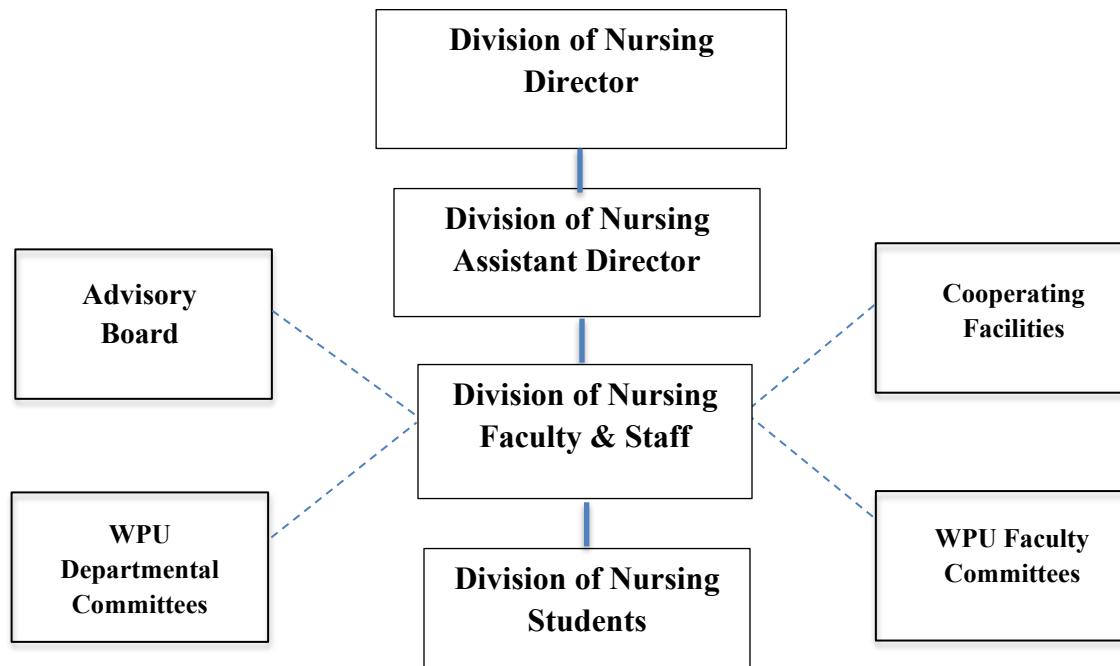 Division of Nursing
Director
Division of Nursing
Assistant Director
Advisory
Board
Cooperating
Facilities
Division of Nursing
Faculty & Staff
WPU
Departmental
Committees
WPU Faculty
Committees
Division of Nursing
Students